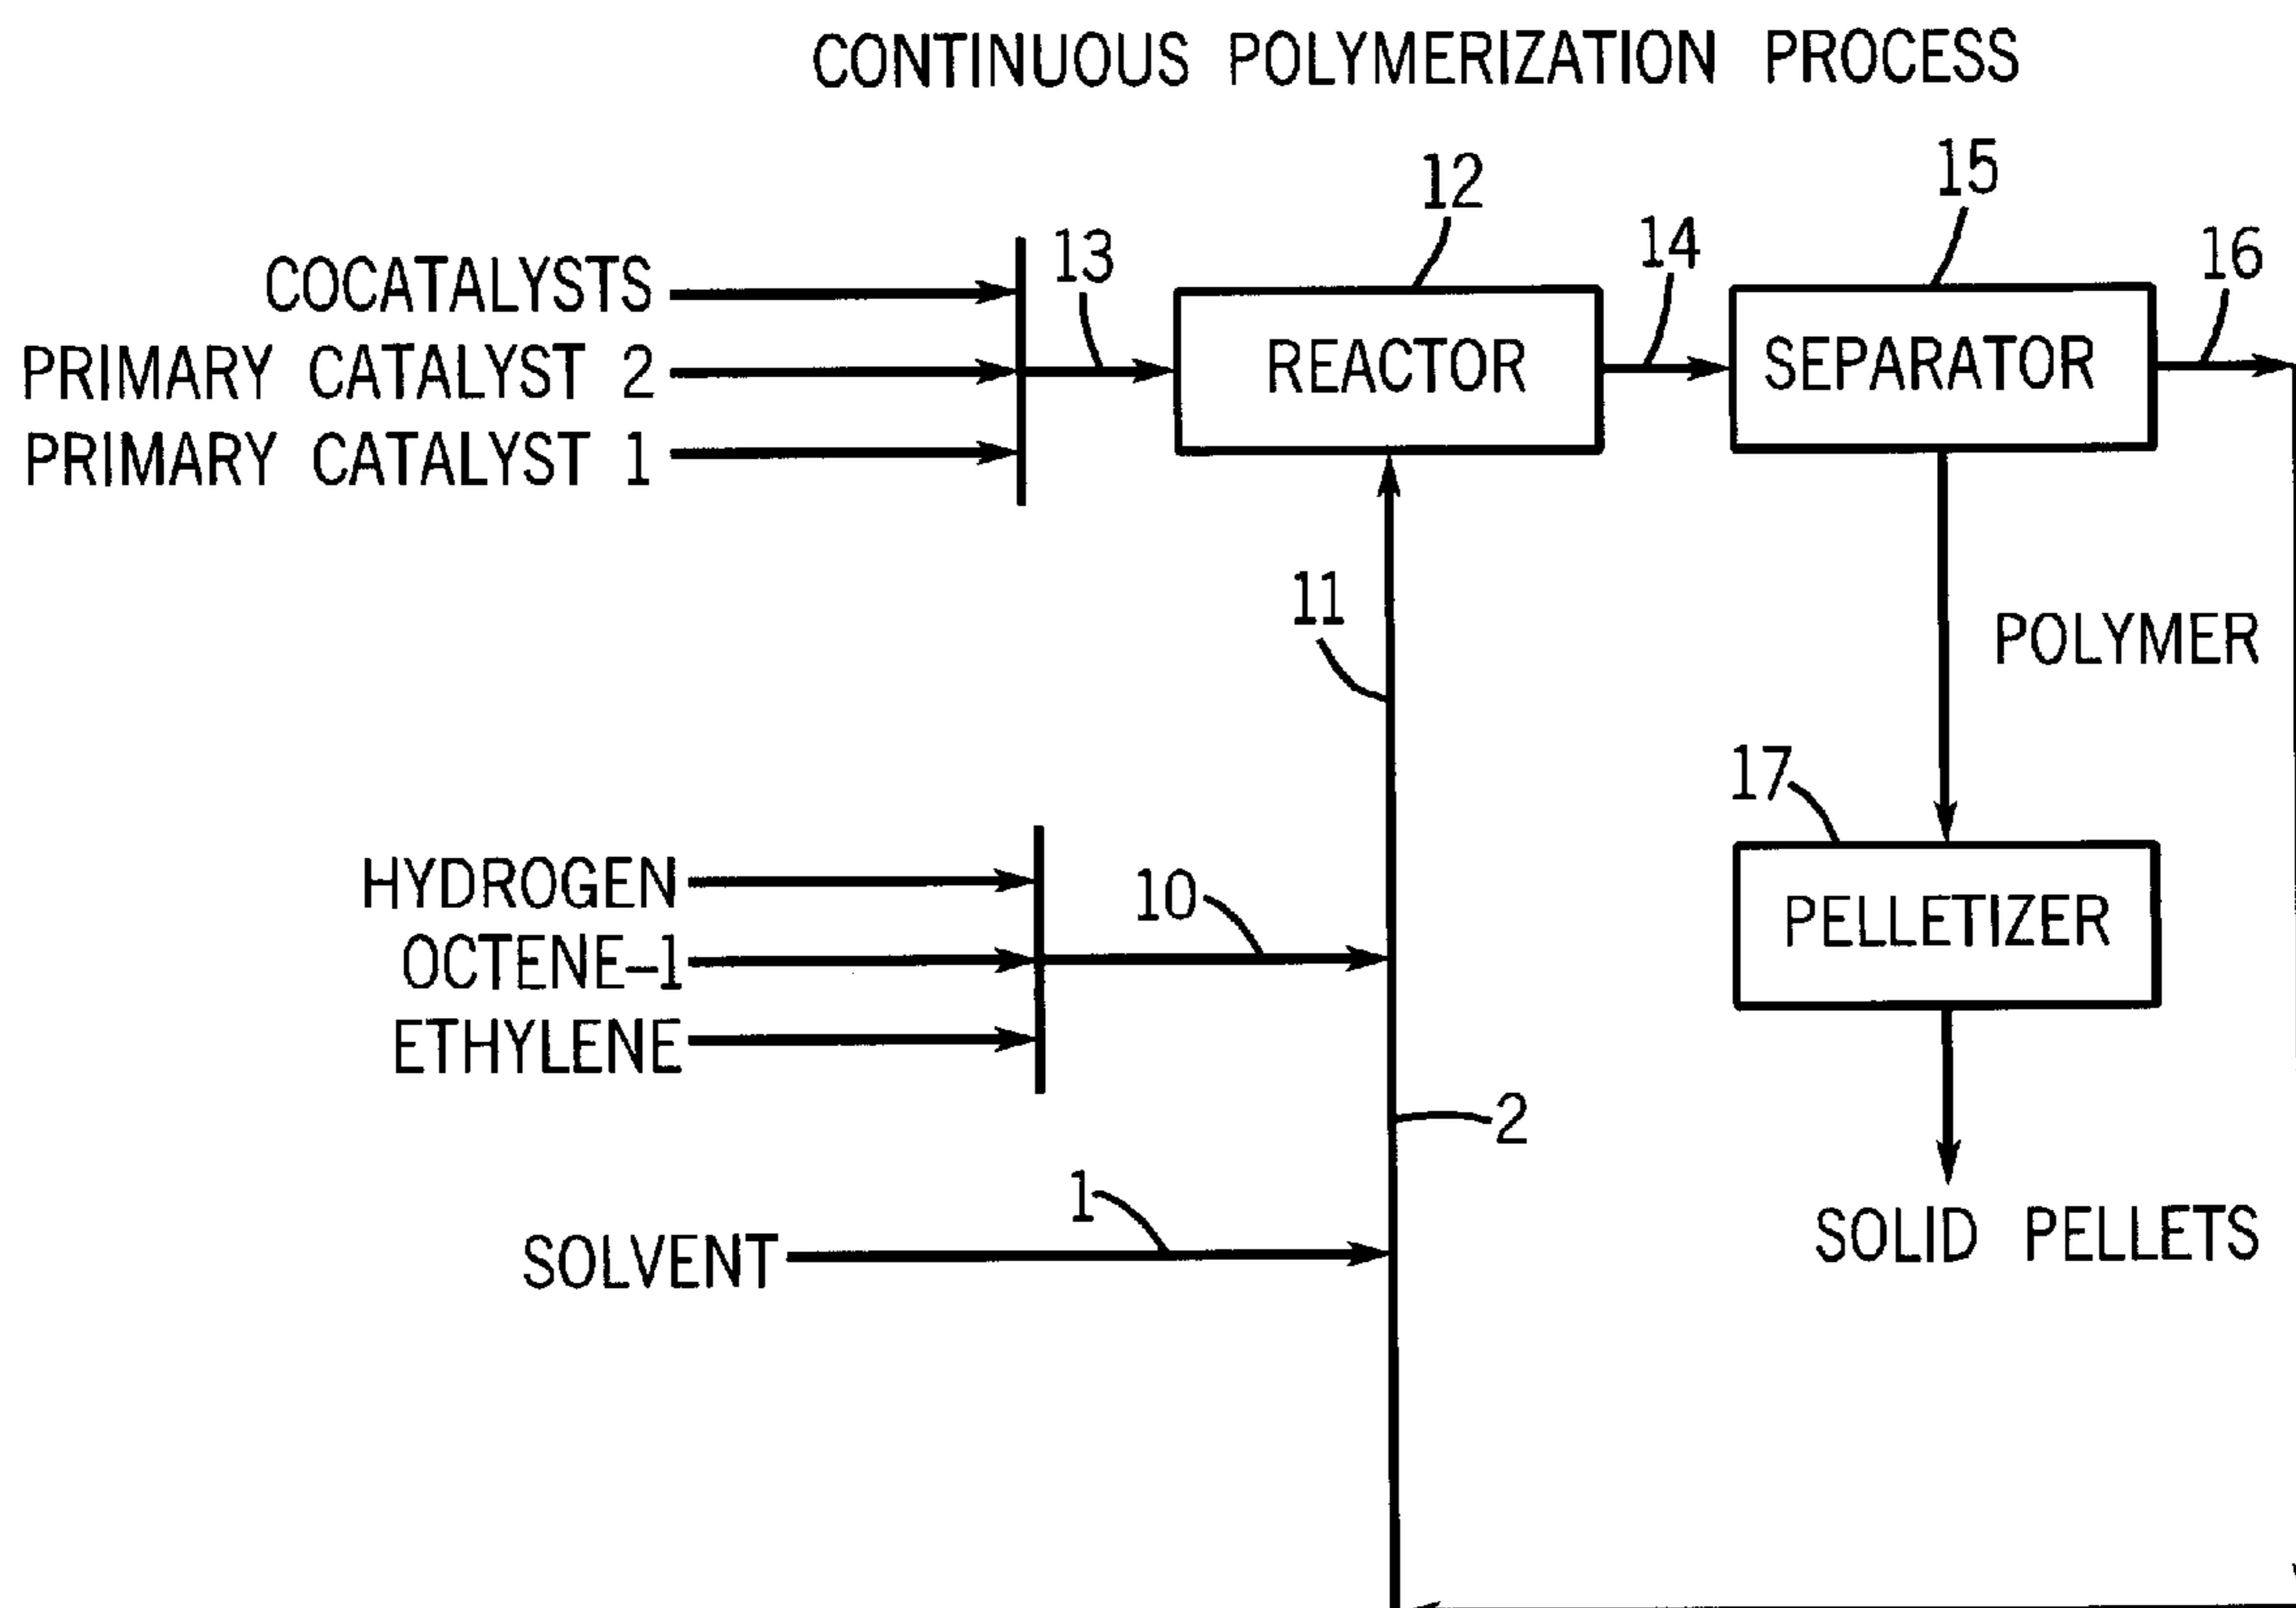 CONTINUOUS POLYMERIZATION PROCESS
12
15
13
14
16
COCATALYSTS
PRIMARY CATALYST 2
PRIMARY CATALYST 1
REACTOR
SEPARATOR
11
POLYMER
17
HYDROGEN
OCTENE-1
ETHYLENE
10
PELLETIZER
2
1
SOLVENT
SOLID PELLETS